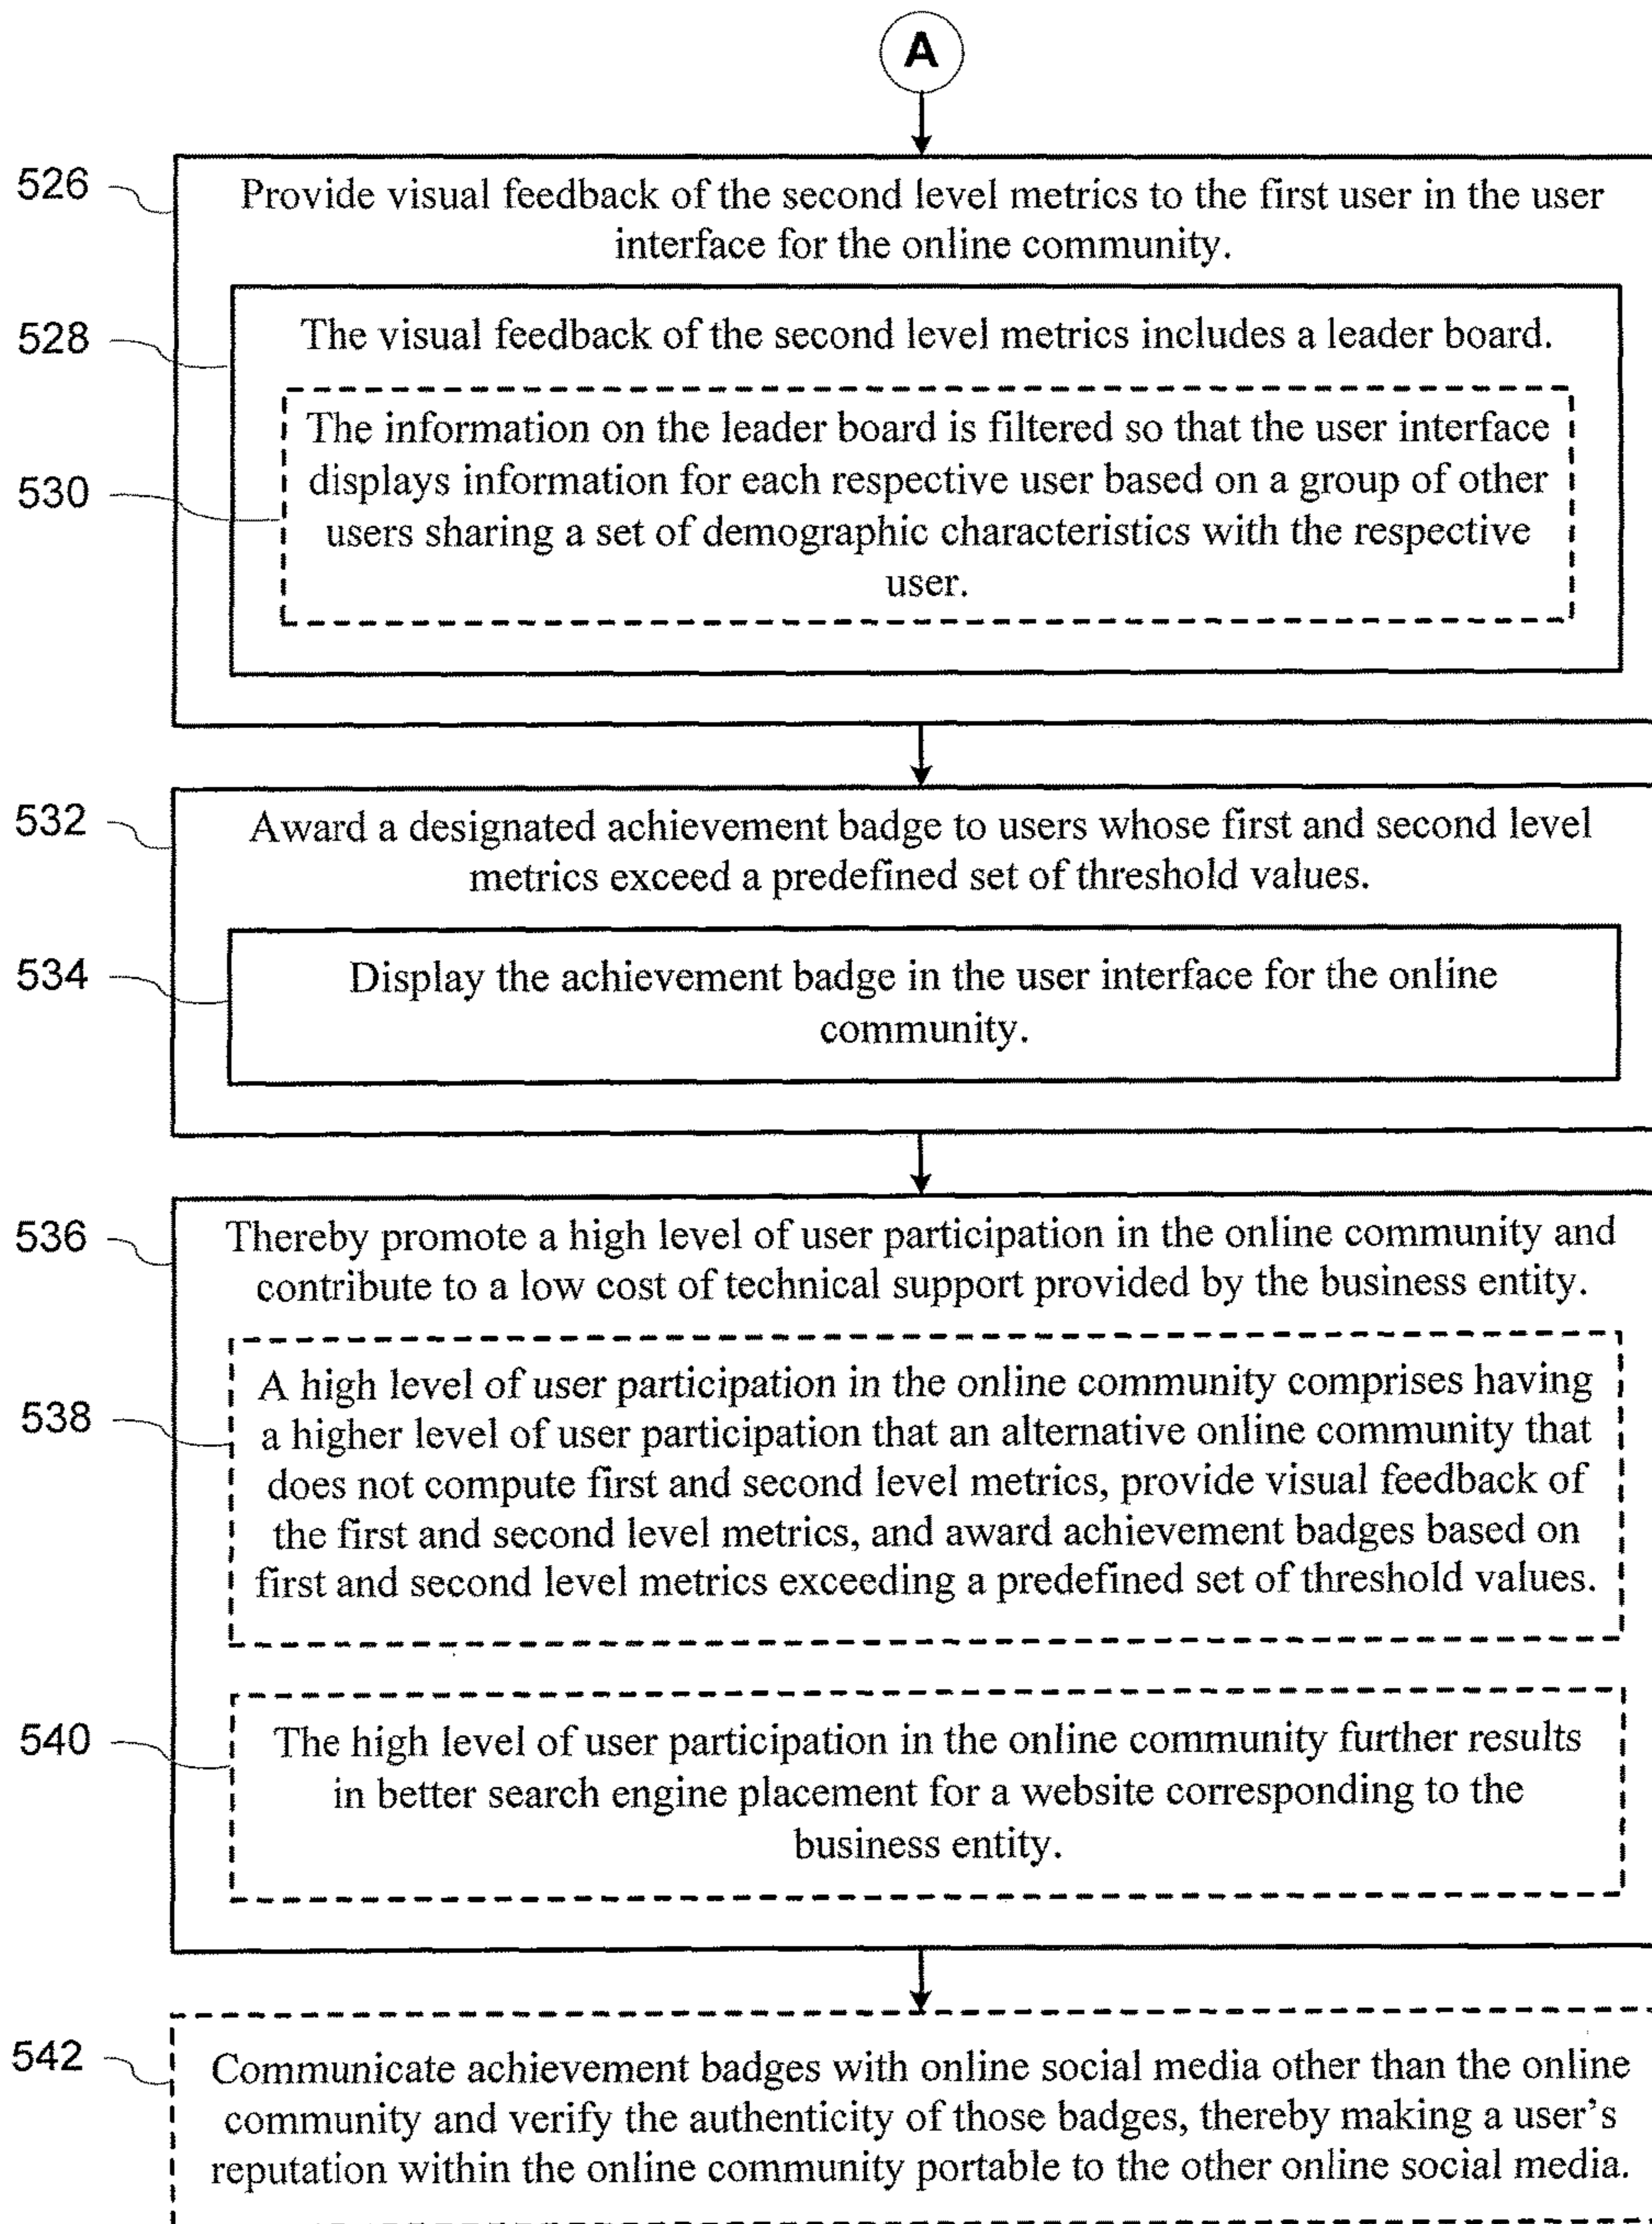 A
526
Provide visual feedback of the second level metrics to the first user in the user
interface for the online community.
528
The visual feedback of the second level metrics includes a leader board.
530
The information on the leader board is filtered so that the user interface
displays information for each respective user based on a group of other
users sharing a set of demographic characteristics with the respective
user.
532
Award a designated achievement badge to users whose first and second level
metrics exceed a predefined set of threshold values.
534
Display the achievement badge in the user interface for the online
community.
536
Thereby promote a high level of user participation in the online community and
contribute to a low cost of technical support provided by the business entity.
538
A high level of user participation in the online community comprises having
a higher level of user participation that an alternative online community that
does not compute first and second level metrics, provide visual feedback of
the first and second level metrics, and award achievement badges based on
first and second level metrics exceeding a predefined set of threshold values.
540
The high level of user participation in the online community further results
in better search engine placement for a website corresponding to the
business entity.
542
Communicate achievement badges with online social media other than the online
community and verify the authenticity of those badges, thereby making a user's
reputation within the online community portable to the other online social media.